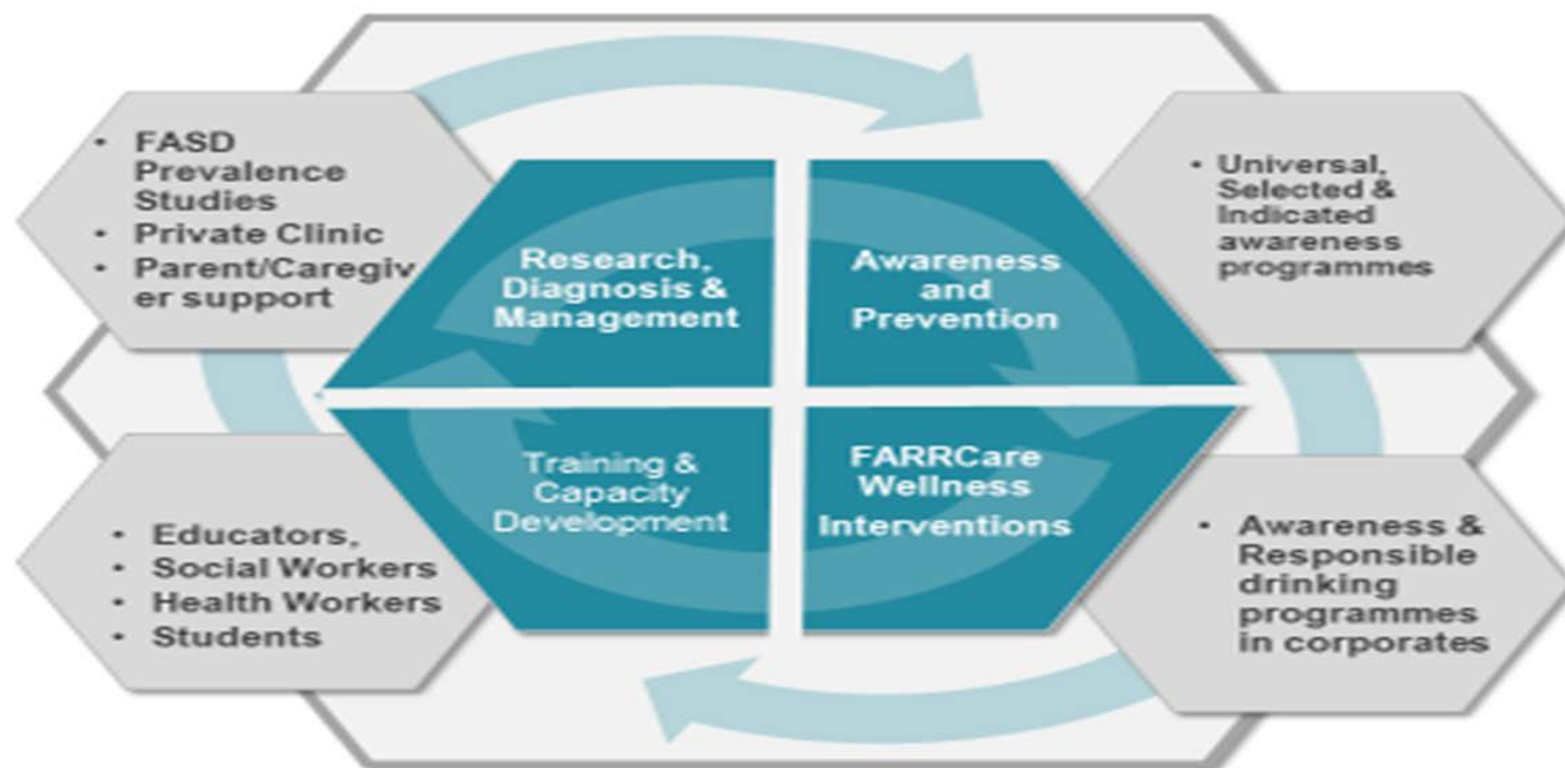 • FASD
Prevalence
Studies
• Private Clinic
• Parent/Caregiv
er support
Research,
Diagnosis &
Management
Awareness
and
Prevention
• Universal,
Selected &
Indicated
awareness
programmes
• Educators,
• Social Workers
• Health Workers
• Students
Training &
Capacity
Development
FARRCare
Wellness
Interventions
• Awareness &
Responsible
drinking
programmes
in corporates